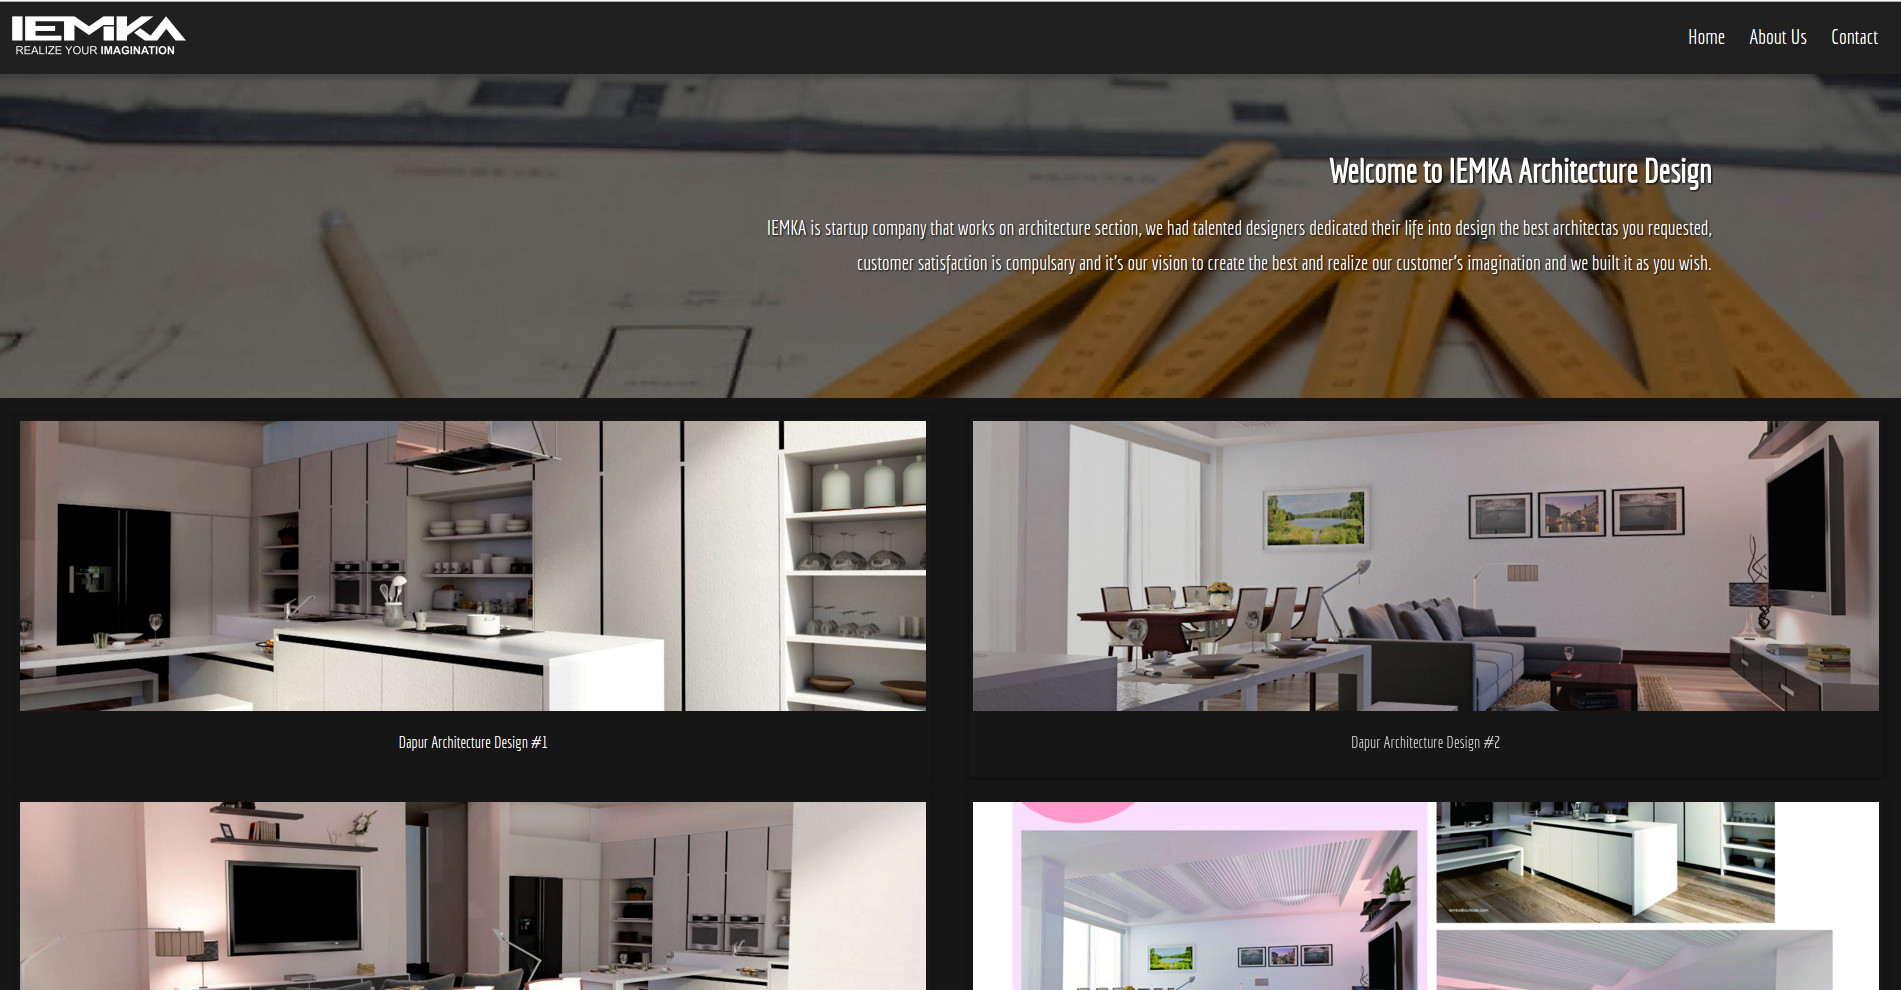 IEMKA
REALIZE YOUR IMAGINATION
Home About Us Contact
Welcome to IEMKA Architecture Design
IEMKA is startup company that works on architecture section, we had talented designers dedicated their life into design the best architectas you requested,
customer satisfaction is compulsary and it's our vision to create the best and realize our customer's imagination and we built it as you wish.
Dapur Architecture Design #1
Dapur Architecture Design #2